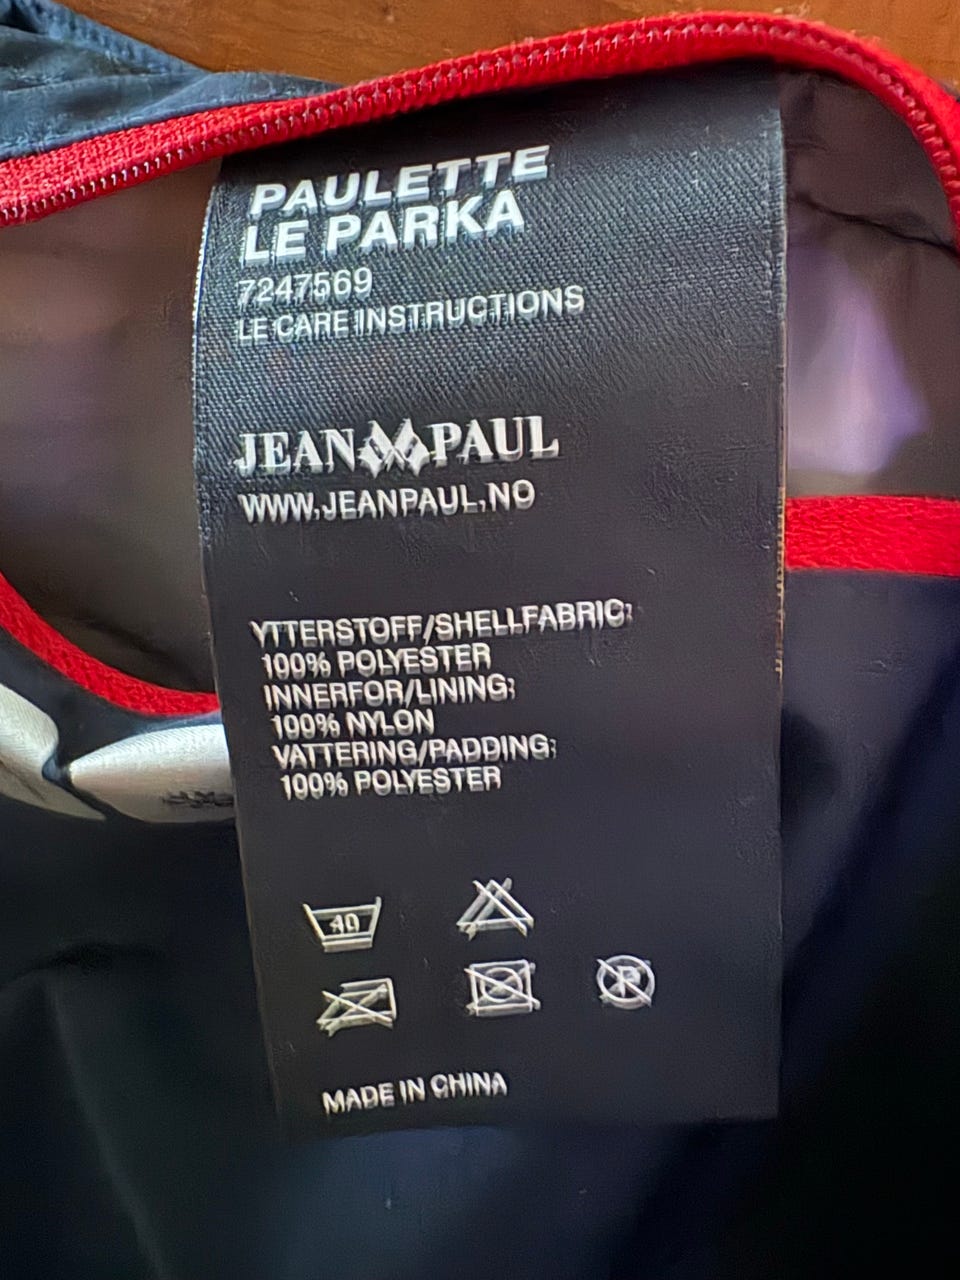 PAULETTE
LE PARKA
7247569
LE CARE INSTRUCTIONS
JEAN PAUL
WWW.JEANPAUL.NO
YTTERSTOFF/SHELLFABRIC:
100% POLYESTER
INNERFOR/LINING:
100% NYLON
VATTERING/PADDING:
100% POLYESTER
40
P
MADE IN CHINA